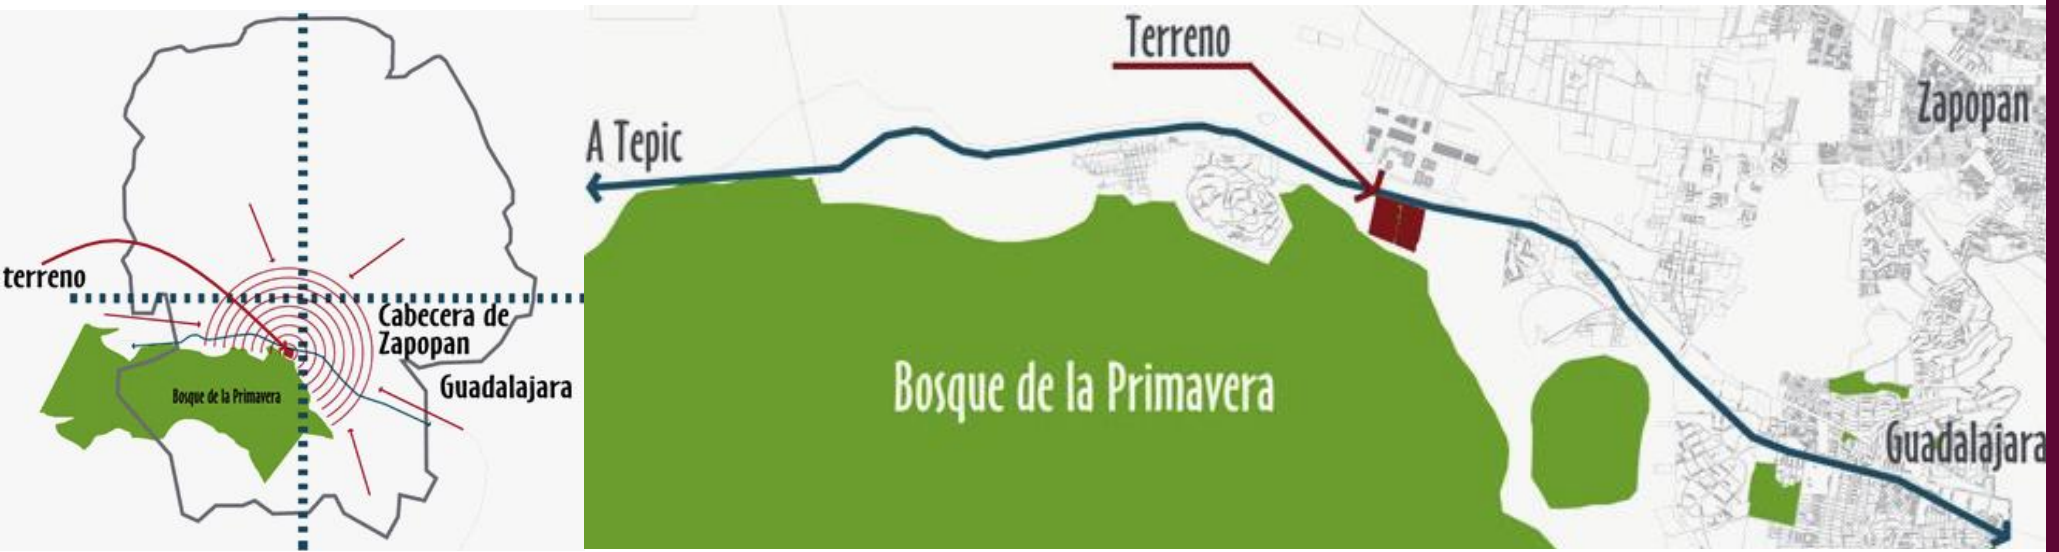 terreno
Cabecera de
Zapopan
Guadalajara
Bosque de la Primavera
Terreno
A Tepic
Zapopan
Bosque de la Primavera
Guadalajara